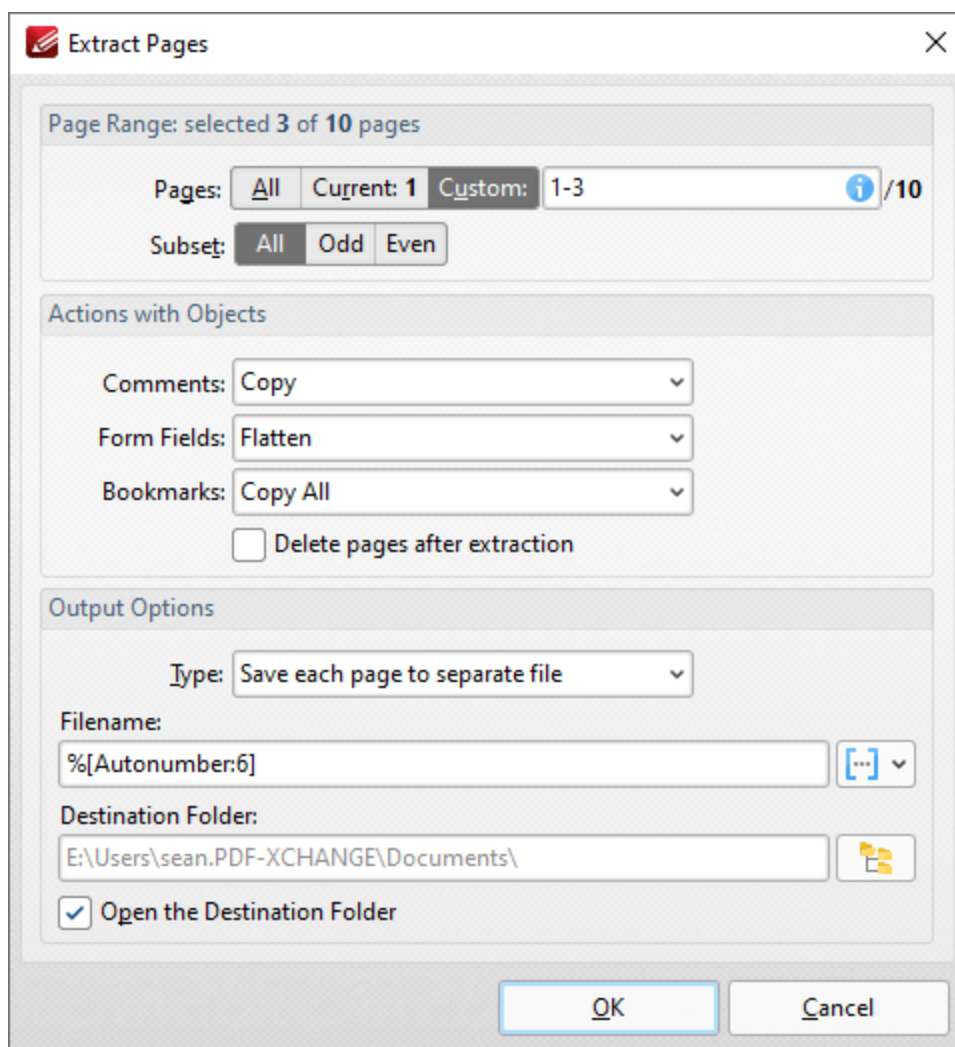 Extract Pages
Page Range: selected 3 of 10 pages
Pages: All Current: 1 Custom: 1-3 /10
Subset: All Odd Even
Actions with Objects
Comments: Copy
Form Fields: Flatten
Bookmarks: Copy All
Delete pages after extraction
Output Options
Type: Save each page to separate file
Filename:
%[Autonumber:6]
Destination Folder:
E:\Users\sean.PDF-XCHANGE\Documents\
Open the Destination Folder
OK Cancel